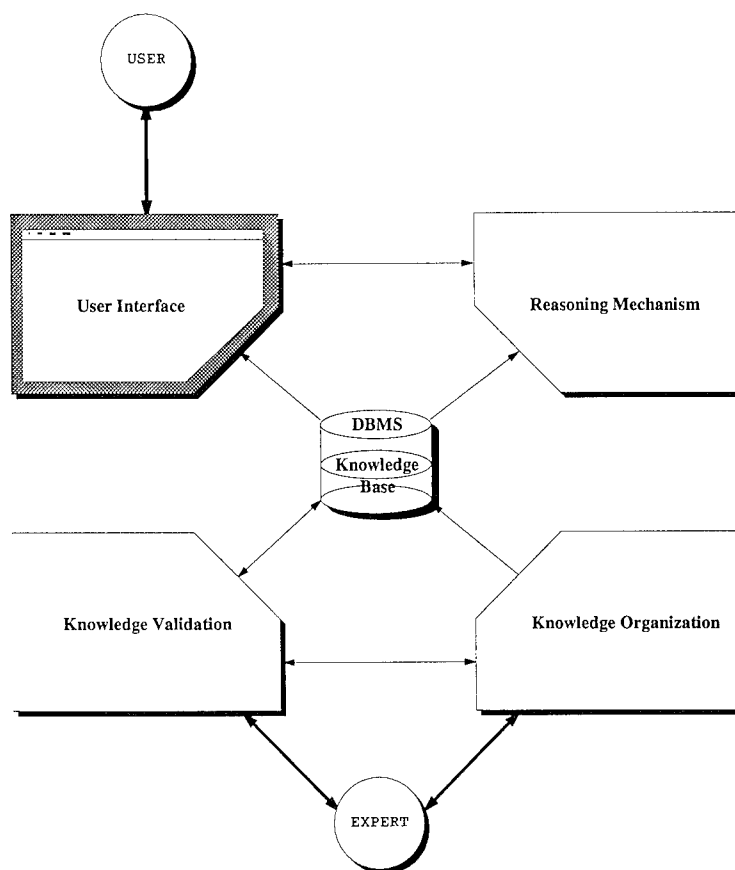 USER
User Interface
Reasoning Mechanism
DBMS
Knowledge
Base
Knowledge Validation
Knowledge Organization
EXPERT